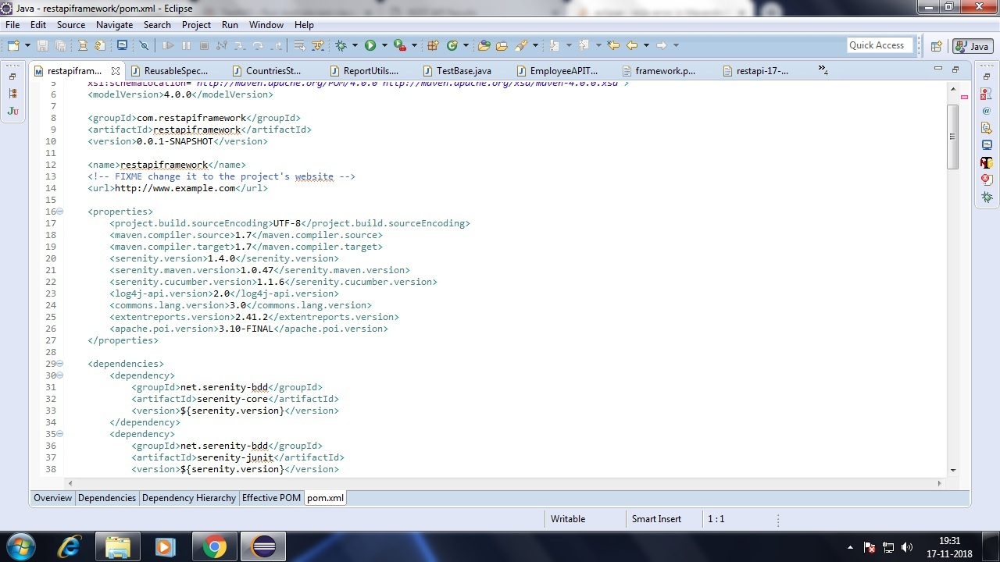 Java - restapiframework/pom.xml - Eclipse
File Edit Source Navigate Search Project Run Window Help
Quick Access
Java
restapifram...
ReusableSpec...
CountriesSt...
ReportUtils....
TestBase.java
EmployeeAPIT...
framework.p...
restapi-17-...
»4
5 xsi:schemaLocation="http://maven.apache.org/POM/4.0.0 http://maven.apache.org/xsd/maven-4.0.0.xsd">
6 <modelVersion>4.0.0</modelVersion>
7
8 <groupId>com.restapiframework</groupId>
9 <artifactId>restapiframework</artifactId>
10 <version>0.0.1-SNAPSHOT</version>
11
12 <name>restapiframework</name>
13 <!-- FIXME change it to the project's website -->
14 <url>http://www.example.com</url>
15
16 <properties>
17 <project.build.sourceEncoding>UTF-8</project.build.sourceEncoding>
18 <maven.compiler.source>1.7</maven.compiler.source>
19 <maven.compiler.target>1.7</maven.compiler.target>
20 <serenity.version>1.4.0</serenity.version>
21 <serenity.maven.version>1.0.47</serenity.maven.version>
22 <serenity.cucumber.version>1.1.6</serenity.cucumber.version>
23 <log4j-api.version>2.0</log4j-api.version>
24 <commons.lang.version>3.0</commons.lang.version>
25 <extentreports.version>2.41.2</extentreports.version>
26 <apache.poi.version>3.10-FINAL</apache.poi.version>
27 </properties>
28
29 <dependencies>
30 <dependency>
31 <groupId>net.serenity-bdd</groupId>
32 <artifactId>serenity-core</artifactId>
33 <version>${serenity.version}</version>
34 </dependency>
35 <dependency>
36 <groupId>net.serenity-bdd</groupId>
37 <artifactId>serenity-junit</artifactId>
38 <version>${serenity.version}</version>
Overview Dependencies Dependency Hierarchy Effective POM pom.xml
Writable Smart Insert 1 : 1
19:31
17-11-2018